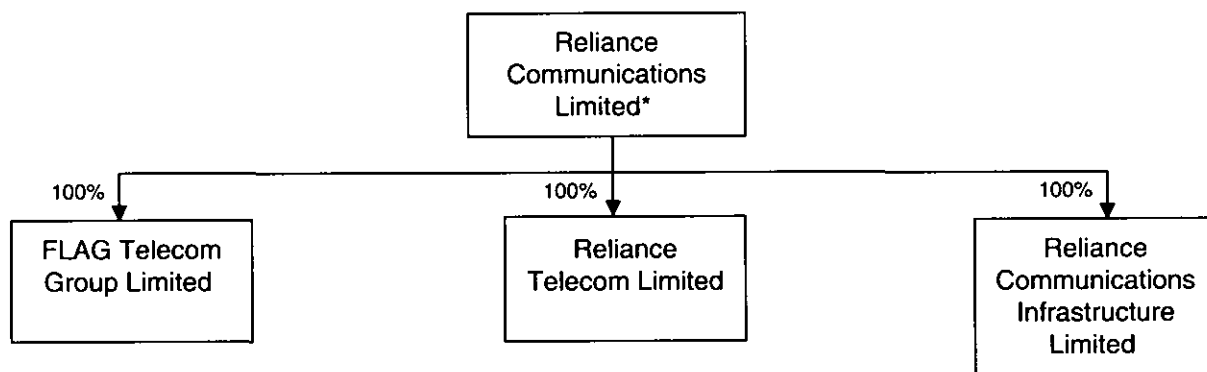 Reliance
Communications
Limited*
100%
100%
100%
FLAG Telecom
Group Limited
Reliance
Telecom Limited
Reliance
Communications
Infrastructure
Limited